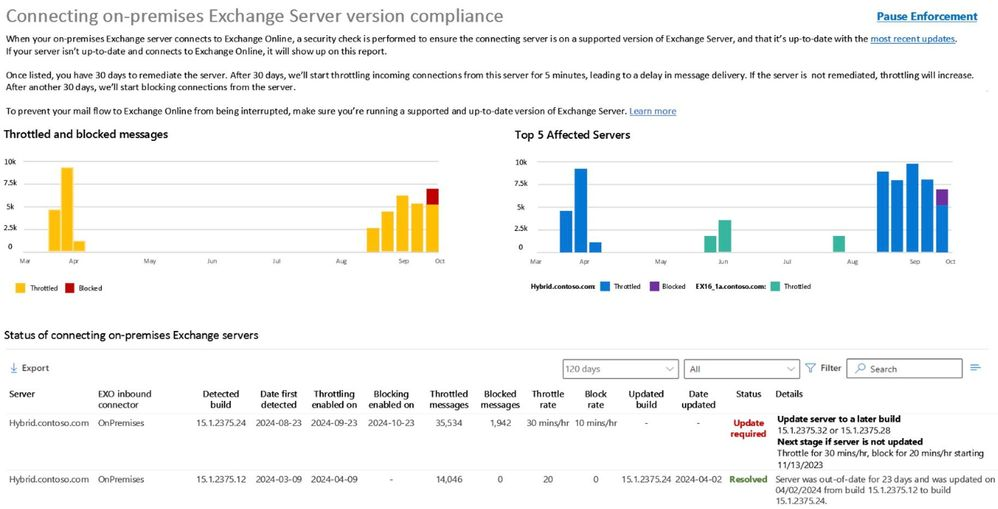 Connecting on-premises Exchange Server version compliance
Pause Enforcement
When your on-premises Exchange server connects to Exchange Online, a security check is performed to ensure the connecting server is on a supported version of Exchange Server, and that it's up-to-date with the most recent updates.
If your server isn't up-to-date and connects to Exchange Online, it will show up on this report.
Once listed, you have 30 days to remediate the server. After 30 days, we'll start throttling incoming connections from this server for 5 minutes, leading to a delay in message delivery. If the server is not remediated, throttling will increase.
After another 30 days, we'll start blocking connections from the server.
To prevent your mail flow to Exchange Online from being interrupted, make sure you're running a supported and up-to-date version of Exchange Server. Learn more
Throttled and blocked messages
10k
7.5k
5k
2.5k
0
Mar Apr May Jun Jul Aug Sep Oct
Throttled Blocked
Top 5 Affected Servers
10k
7.5k
5k
2.5k
0
Mar Apr Jun Jul Aug Sep Oct
Hybrid.contoso.com: Throttled Blocked EX16_1a.contoso.com: Throttled
Status of connecting on-premises Exchange servers
Export 120 days All Filter Search
Server EXO inbound connector Detected build Date first detected Throttling enabled on Blocking enabled on Throttled messages Blocked messages Throttle rate Block rate Updated build Date updated Status Details
Hybrid.contoso.com OnPremises 15.1.2375.24 2024-08-23 2024-09-23 2024-10-23 35,534 1,942 30 mins/hr 10 mins/hr - - Update required
Update server to a later build
15.1.2375.32 or 15.1.2375.28
Next stage if server is not updated
Throttle for 30 mins/hr, block for 20 mins/hr starting
11/13/2023
Hybrid.contoso.com OnPremises 15.1.2375.12 2024-03-09 2024-04-09 - 14,046 0 20 0 15.1.2375.24 2024-04-02 Resolved
Server was out-of-date for 23 days and was updated on
04/02/2024 from build 15.1.2375.12 to build
15.1.2375.24.